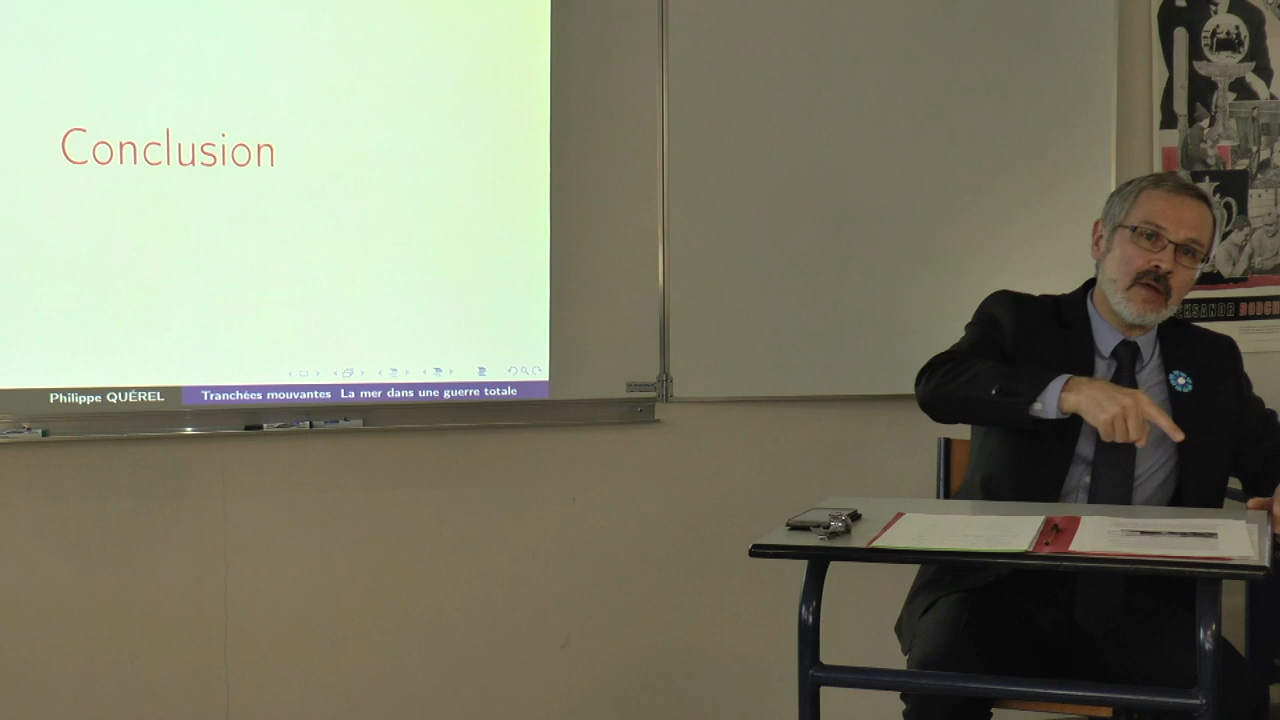 Conclusion
Philippe QUÉREL
Tranchées mouvantes La mer dans une guerre totale